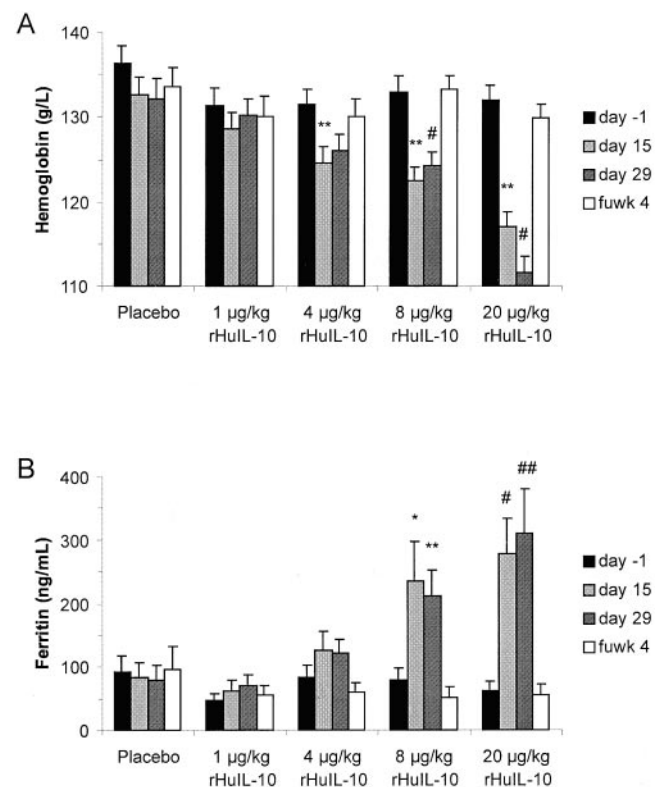 A
140
130
120
110
Hemoglobin (g/L)
**
**
#
**
#
day -1
day 15
day 29
fuwk 4
Placebo
1 µg/kg
rHuIL-10
4 µg/kg
rHuIL-10
8 µg/kg
rHuIL-10
20 µg/kg
rHuIL-10
B
400
300
200
100
0
Ferritin (ng/mL)
*
**
#
##
day -1
day 15
day 29
fuwk 4
Placebo
1 µg/kg
rHuIL-10
4 µg/kg
rHuIL-10
8 µg/kg
rHuIL-10
20 µg/kg
rHuIL-10